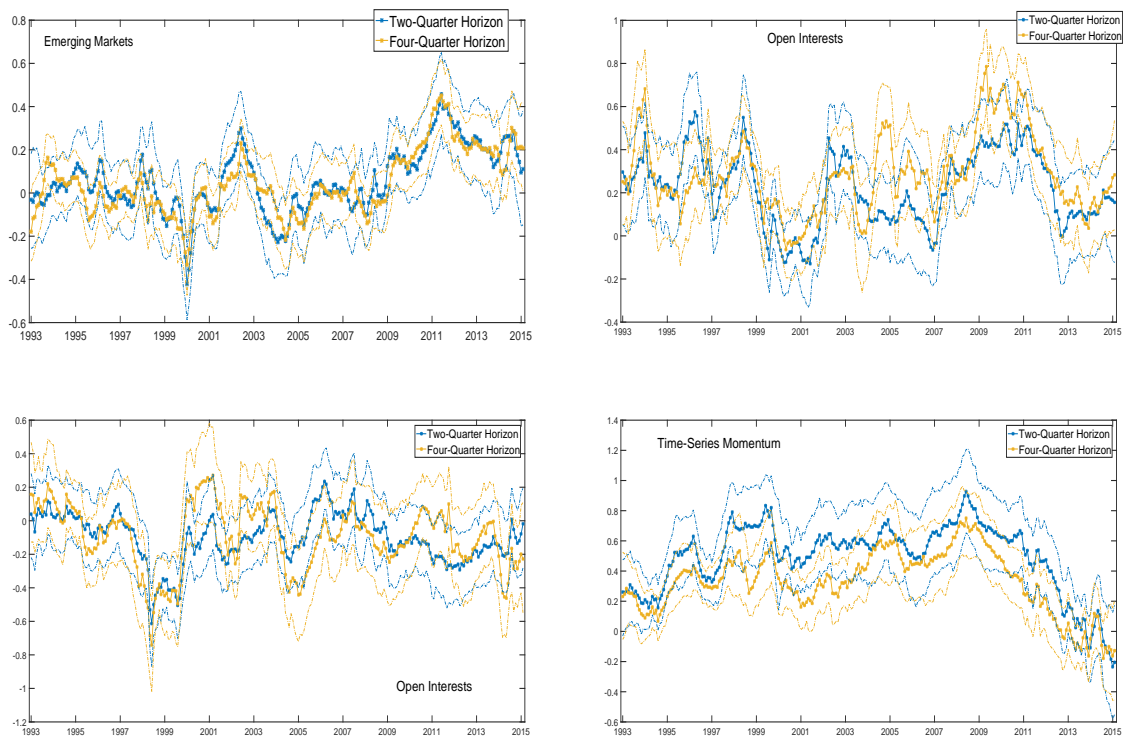 Emerging Markets
Two-Quarter Horizon
Four-Quarter Horizon
0.8
0.6
0.4
0.2
0
-0.2
-0.4
-0.6
1993 1995 1997 1999 2001 2003 2005 2007 2009 2011 2013 2015
Open Interests
Two-Quarter Horizon
Four-Quarter Horizon
1
0.8
0.6
0.4
0.2
0
-0.2
-0.4
1993 1995 1997 1999 2001 2003 2005 2007 2009 2011 2013 2015
Two-Quarter Horizon
Four-Quarter Horizon
0.6
0.4
0.2
0
-0.2
-0.4
-0.6
-0.8
-1
-1.2
Open Interests
1993 1995 1997 1999 2001 2003 2005 2007 2009 2011 2013 2015
Time-Series Momentum
Two-Quarter Horizon
Four-Quarter Horizon
1.4
1.2
1
0.8
0.6
0.4
0.2
0
-0.2
-0.4
-0.6
1993 1995 1997 1999 2001 2003 2005 2007 2009 2011 2013 2015